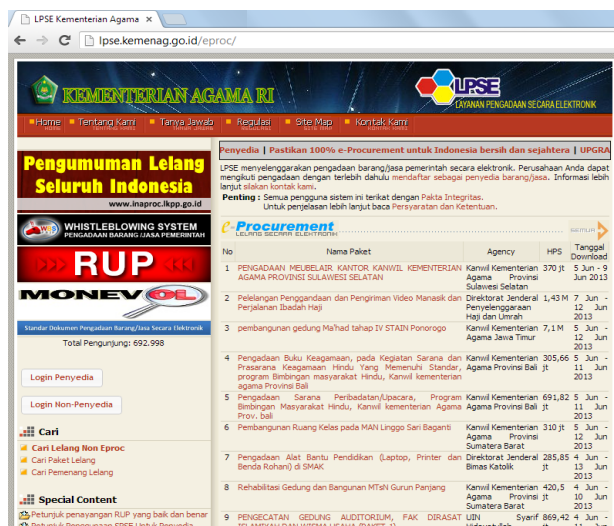 LPSE Kementerian Agama
lpse.kemenag.go.id/eproc/
KEMENTERIAN AGAMA RI
LPSE
LAYANAN PENGADAAN SECARA ELEKTRONIK
Home
HOME
Tentang Kami
TENTANG KAMI
Tanya Jawab
TANYA JAWAB
Regulasi
REGULASI
Site Map
SITE MAP
Kontak Kami
KONTAK KAMI
Pengumuman Lelang
Seluruh Indonesia
www.inaproc.lkpp.go.id
WHISTLEBLOWING SYSTEM
PENGADAAN BARANG /JASA PEMERINTAH
RUP
MONEVOL
Standar Dokumen Pengadaan Barang/Jasa Secara Elektronik
Total Pengunjung: 692.998
Login Penyedia
Login Non-Penyedia
Cari
Cari Lelang Non Eproc
Cari Paket Lelang
Cari Pemenang Lelang
Special Content
Petunjuk penayangan RUP yang baik dan benar
Petunjuk Penggunaan SPSE Untuk Penyedia
Penyedia | Pastikan 100% e-Procurement untuk Indonesia bersih dan sejahtera | UPGRA
LPSE menyelenggarakan pengadaan barang/jasa pemerintah secara elektronik. Perusahaan Anda dapat
mengikuti pengadaan dengan terlebih dahulu mendaftar sebagai penyedia barang/jasa. Informasi lebih
lanjut silakan kontak kami.
Penting : Semua pengguna sistem ini terikat dengan Pakta Integritas.
Untuk penjelasan lebih lanjut baca Persyaratan dan Ketentuan.
e-Procurement
LELANG SECARA ELEKTRONIK
SEMUA
No Nama Paket Agency HPS Tanggal
Download
1 PENGADAAN MEUBELAIR KANTOR KANWIL KEMENTERIAN Kanwil Kementerian 370 jt 5 Jun - 9
AGAMA PROVINSI SULAWESI SELATAN Agama Provinsi Jun 2013
Sulawesi Selatan
2 Pelelangan Penggandaan dan Pengiriman Video Manasik dan Direktorat Jenderal 1,43 M 7 Jun -
Perjalanan Ibadah Haji Penyelenggaraan 12 Jun
Haji dan Umrah 2013
3 pembangunan gedung Ma'had tahap IV STAIN Ponorogo Kanwil Kementerian 7,1 M 5 Jun -
Agama Jawa Timur 12 Jun
2013
4 Pengadaan Buku Keagamaan, pada Kegiatan Sarana dan Kanwil Kementerian 305,66 5 Jun -
Prasarana Keagamaan Hindu Yang Memenuhi Standar, Agama Provinsi Bali jt 11 Jun
program Bimbingan masyarakat Hindu, Kanwil kementerian 2013
agama Provinsi Bali
5 Pengadaan Sarana Peribadatan/Upacara, Program Kanwil Kementerian 691,82 5 Jun -
Bimbingan Masyarakat Hindu, Kanwil kementerian Agama Agama Provinsi Bali jt 11 Jun
Prov. bali 2013
6 Pembangunan Ruang Kelas pada MAN Linggo Sari Baganti Kanwil Kementerian 310 jt 5 Jun -
Agama Provinsi 12 Jun
Sumatera Barat 2013
7 Pengadaan Alat Bantu Pendidikan (Laptop, Printer dan Direktorat Jenderal 285,85 4 Jun -
Benda Rohani) di SMAK Bimas Katolik jt 13 Jun
2013
8 Rehabilitasi Gedung dan Bangunan MTsN Gurun Panjang Kanwil Kementerian 420,5 4 Jun -
Agama Provinsi jt 10 Jun
Sumatera Barat 2013
9 PENGECATAN GEDUNG AUDITORIUM, FAK DIRASAT UIN Syarif 869,42 4 Jun -